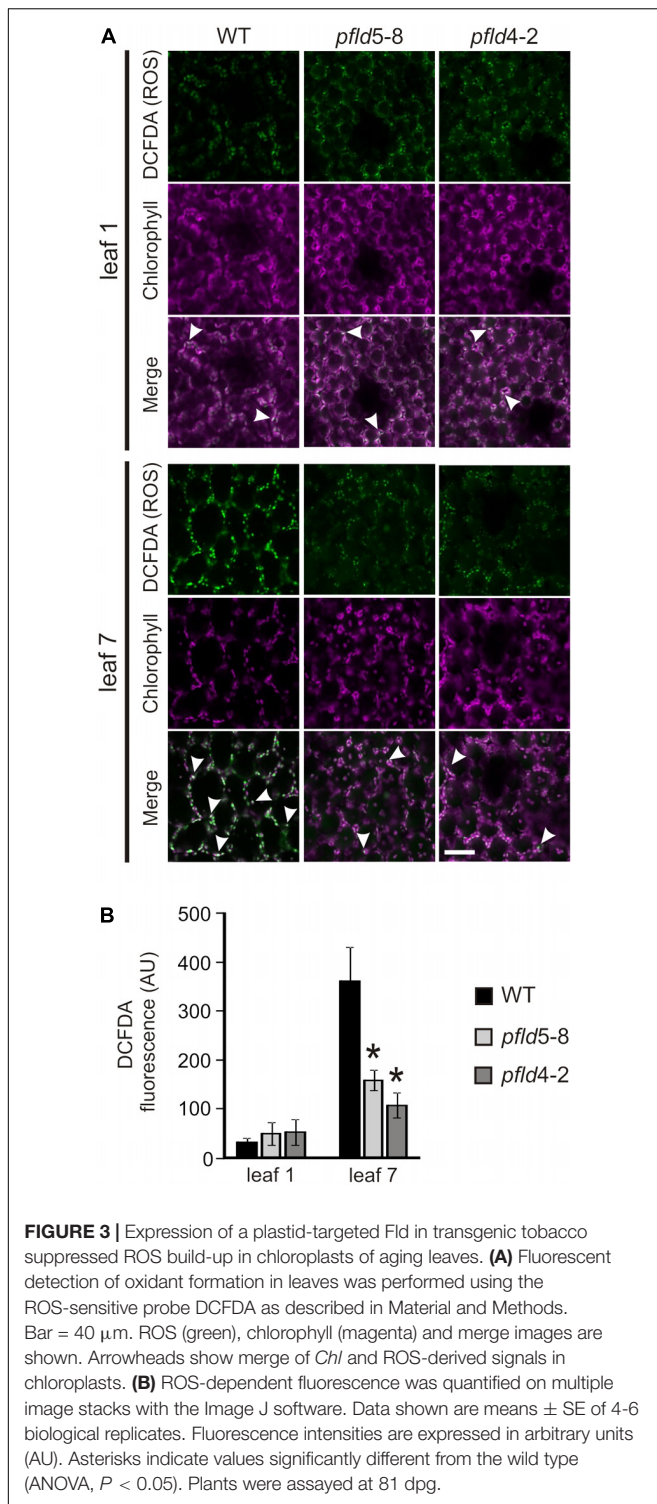 A
WT pfld5-8 pfld4-2
leaf 1
DCFDA (ROS)
Chlorophyll
Merge
leaf 7
DCFDA (ROS)
Chlorophyll
Merge
B
DCFDA
fluorescence (AU)
500
400
300
200
100
0
* *
leaf 1 leaf 7
WT
pfld5-8
pfld4-2
FIGURE 3 | Expression of a plastid-targeted Fld in transgenic tobacco
suppressed ROS build-up in chloroplasts of aging leaves. (A) Fluorescent
detection of oxidant formation in leaves was performed using the
ROS-sensitive probe DCFDA as described in Material and Methods.
Bar = 40 μm. ROS (green), chlorophyll (magenta) and merge images are
shown. Arrowheads show merge of Chl and ROS-derived signals in
chloroplasts. (B) ROS-dependent fluorescence was quantified on multiple
image stacks with the Image J software. Data shown are means ± SE of 4-6
biological replicates. Fluorescence intensities are expressed in arbitrary units
(AU). Asterisks indicate values significantly different from the wild type
(ANOVA, P < 0.05). Plants were assayed at 81 dpg.